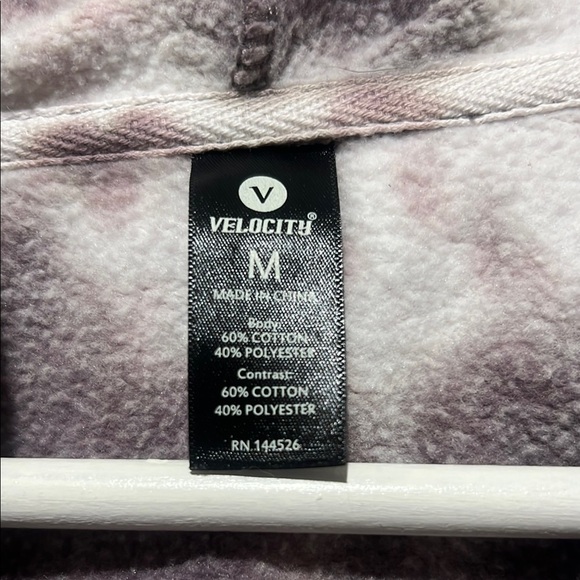 V
VELOCITY®
M
MADE IN CHINA
Body:
60% COTTON
40% POLYESTER
Contrast:
60% COTTON
40% POLYESTER
RN 144526